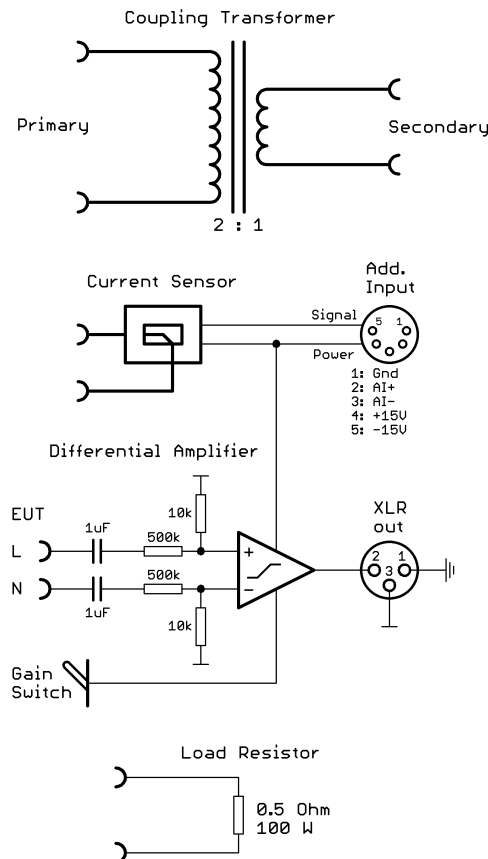 Coupling Transformer
Primary
Secondary
2 : 1
Current Sensor
Add.
Input
Signal
Power
5 1
1: Gnd
2: AI+
3: AI-
4: +15V
5: -15V
Differential Amplifier
EUT
L
N
1uF
1uF
500k
500k
10k
10k
+
−
XLR
out
2 1
3
Gain
Switch
Load Resistor
0.5 Ohm
100 W